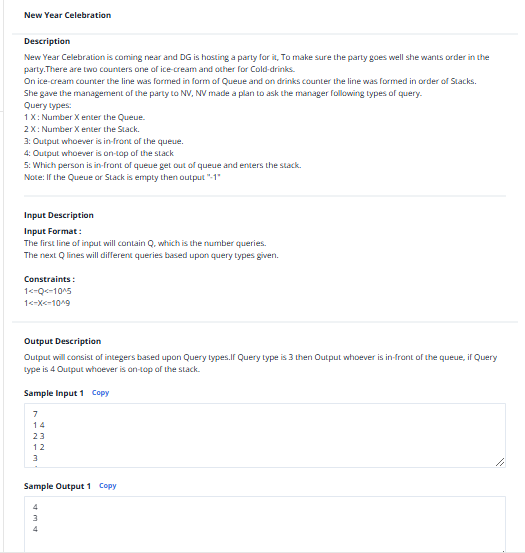 New Year Celebration
Description
New Year Celebration is coming near and DG is hosting a party for it, To make sure the party goes well she wants order in the
party.There are two counters one of ice-cream and other for Cold-drinks.
On ice-cream counter the line was formed in form of Queue and on drinks counter the line was formed in order of Stacks.
She gave the management of the party to NV, NV made a plan to ask the manager following types of query.
Query types:
1 X : Number X enter the Queue.
2 X : Number X enter the Stack.
3: Output whoever is in-front of the queue.
4: Output whoever is on-top of the stack
5: Which person is in-front of queue get out of queue and enters the stack.
Note: If the Queue or Stack is empty then output "-1"
Input Description
Input Format :
The first line of input will contain Q, which is the number queries.
The next Q lines will different queries based upon query types given.
Constraints :
1<=Q<=10^5
1<=X<=10^9
Output Description
Output will consist of integers based upon Query types.If Query type is 3 then Output whoever is in-front of the queue, if Query
type is 4 Output whoever is on-top of the stack.
Sample Input 1 Copy
7
1 4
2 3
1 2
3
Sample Output 1 Copy
4
3
4